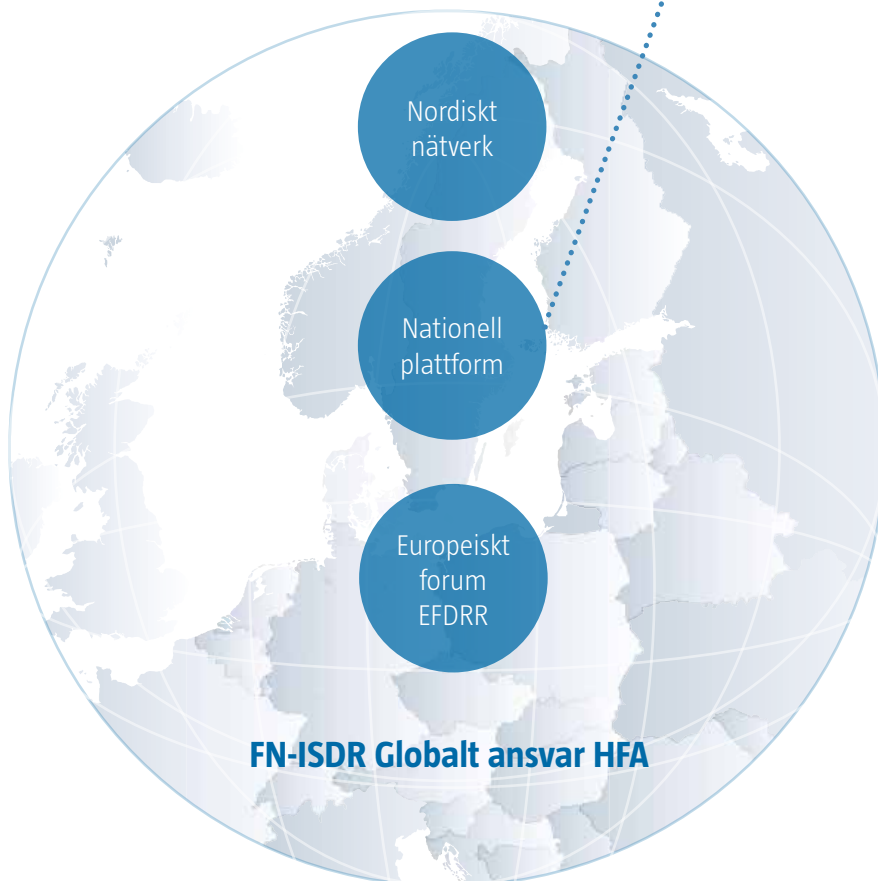 Nordiskt
nätverk
Nationell
plattform
Europeiskt
forum
EFDRR
FN-ISDR Globalt ansvar HFA